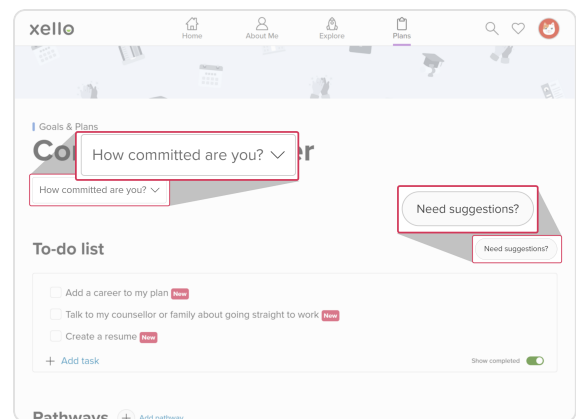 xello
Home
About Me
Explore
Plans
Goals & Plans
How committed are you?
How committed are you?
Need suggestions?
Need suggestions?
To-do list
Add a career to my plan New
Talk to my counsellor or family about going straight to work New
Create a resume New
+ Add task
Show completed
Pathways + Add pathway